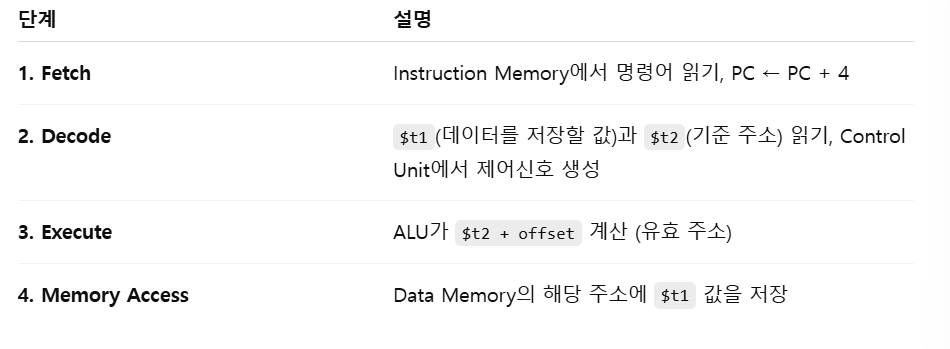 단계 설명
1. Fetch Instruction Memory에서 명령어 읽기, PC ← PC + 4
2. Decode $t1(데이터를 저장할 값)과 $t2(기준 주소) 읽기, Control
Unit에서 제어신호 생성
3. Execute ALU가 $t2 + offset 계산 (유효 주소)
4. Memory Access Data Memory의 해당 주소에 $t1 값을 저장